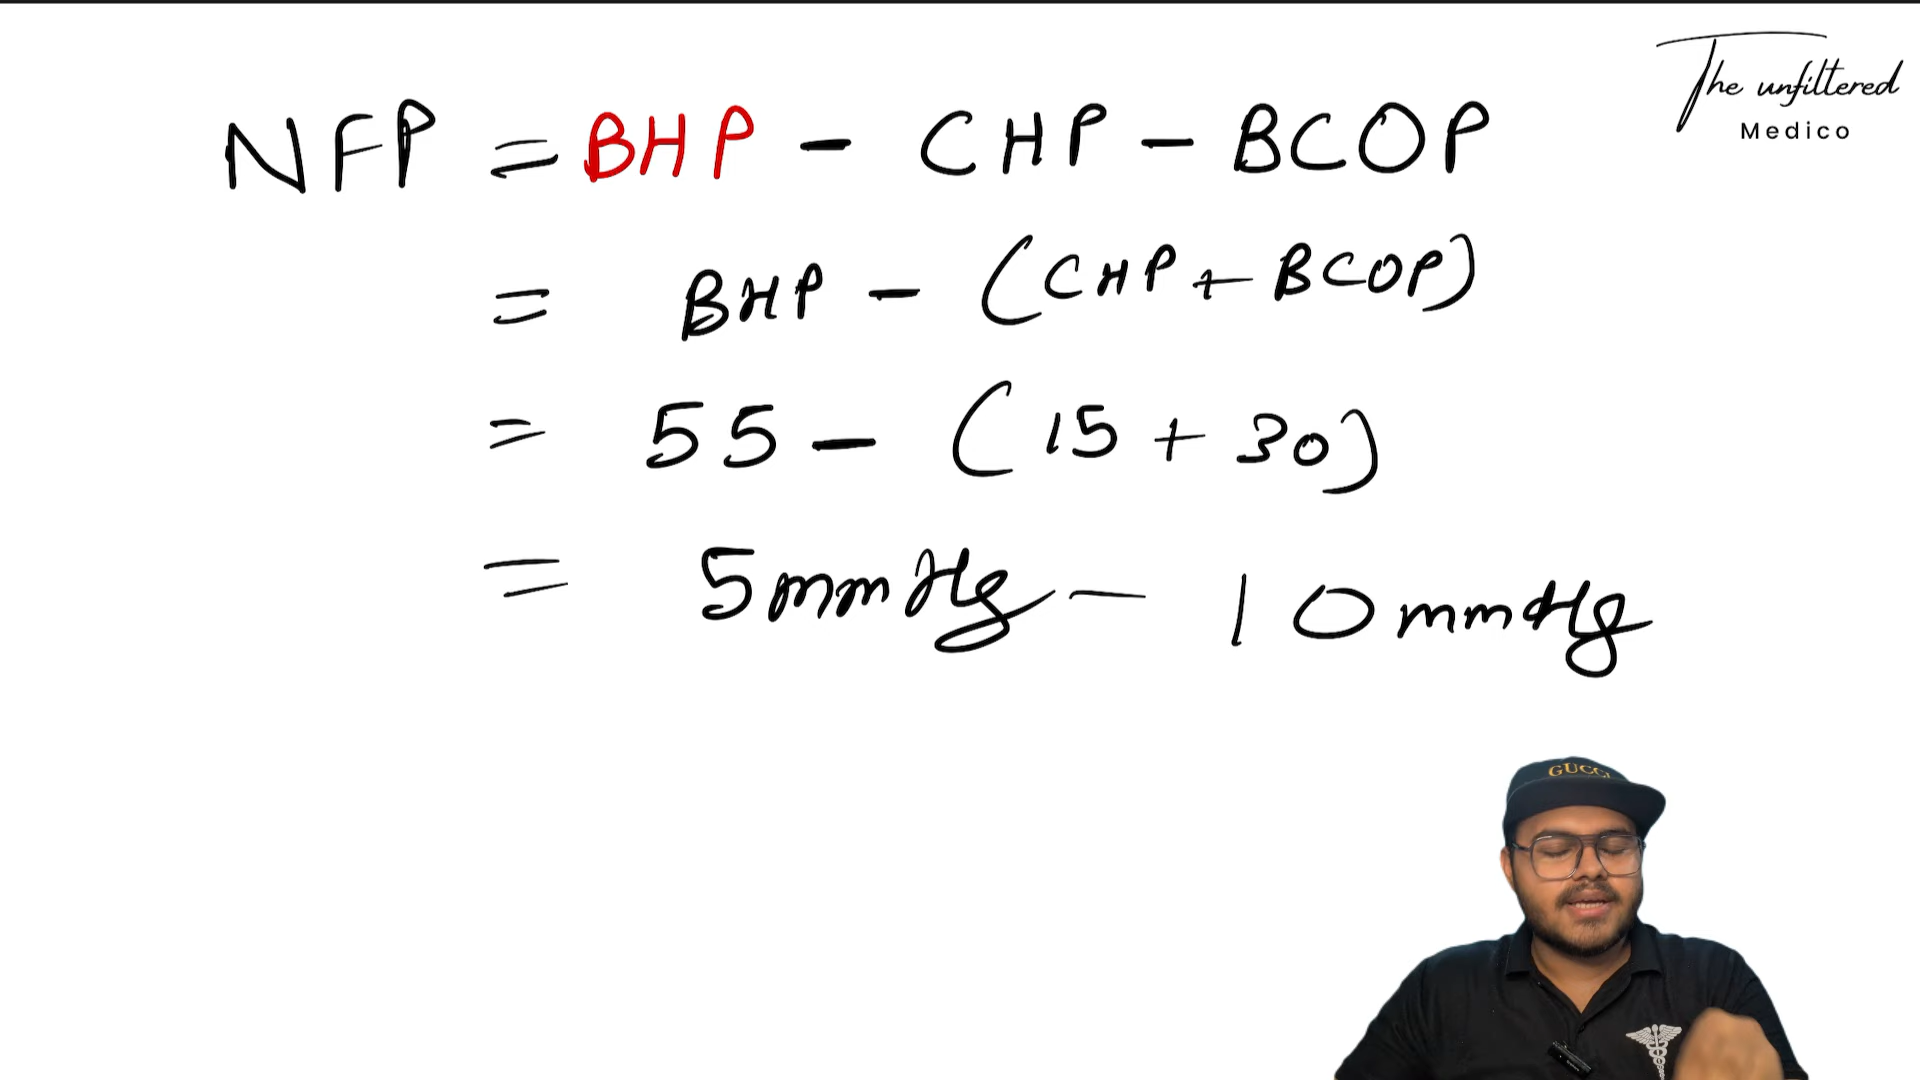 The unfiltered
Medico
NFP = BHP - CHP - BCOP
= BHP - (CHP + BCOP)
= 55 - (15 + 30)
= 5mmHg - 10mmHg
GUCCI